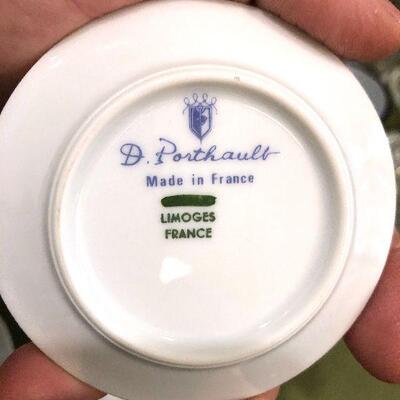 D. Porthault
Made in France
LIMOGES
FRANCE